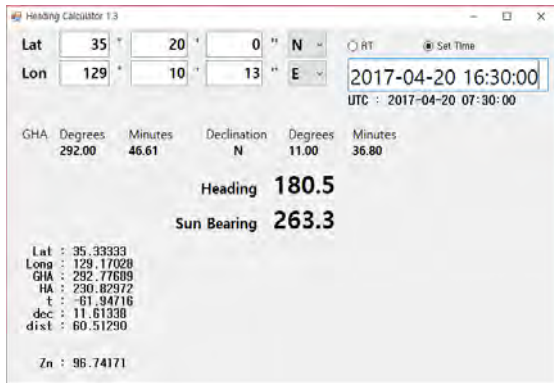 Heading Calculator 1.3
Lat 35 ° 20 ' 0 '' N
RT Set Time
Lon 129 ° 10 '' 13 '' E
2017-04-20 16:30:00
UTC : 2017-04-20 07:30:00
GHA Degrees Minutes Declination Degrees Minutes
292.00 46.61 N 11.00 36.80
Heading 180.5
Sun Bearing 263.3
Lat : 35.33333
Long : 129.17028
GHA : 292.77689
HA : 230.82972
t : -61.94716
dec : 11.61338
dist : 60.51290
Zn : 96.74171